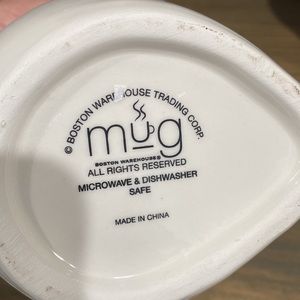 © BOSTON WAREHOUSE TRADING CORP.
mug
BOSTON WAREHOUSE®
ALL RIGHTS RESERVED
MICROWAVE & DISHWASHER
SAFE
MADE IN CHINA